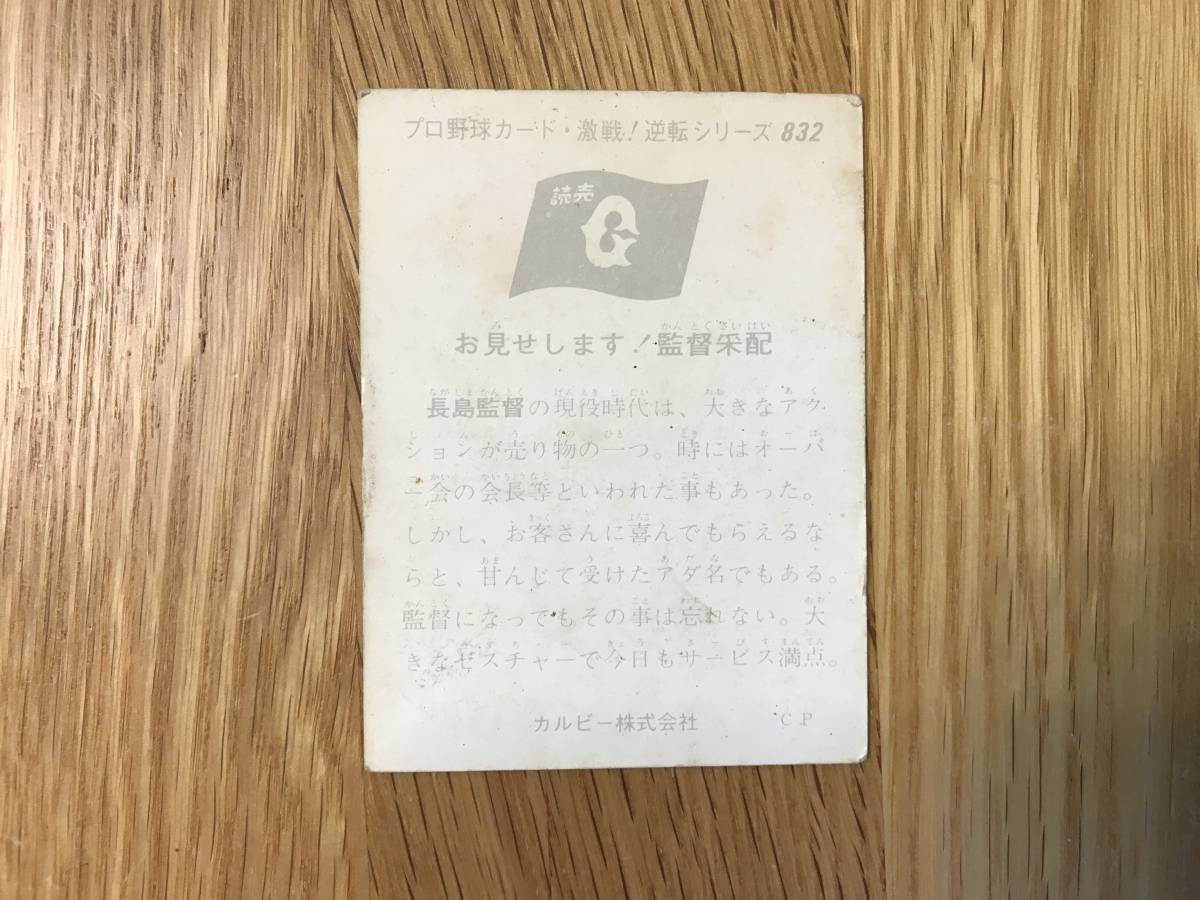 プロ野球カード・激戦!逆転シリーズ 832
読売
G
お見せします!監督采配
長島監督の現役時代は、大きなアク
ションが売り物の一つ。時にはオーバ
ー会の会長等といわれた事もあった。
しかし、お客さんに喜んでもらえるな
らと、甘んじて受けたアダ名でもある。
監督になってもその事は忘れない。大
きなゼスチャーで今日もサービス満点。
カルビー株式会社 C.P